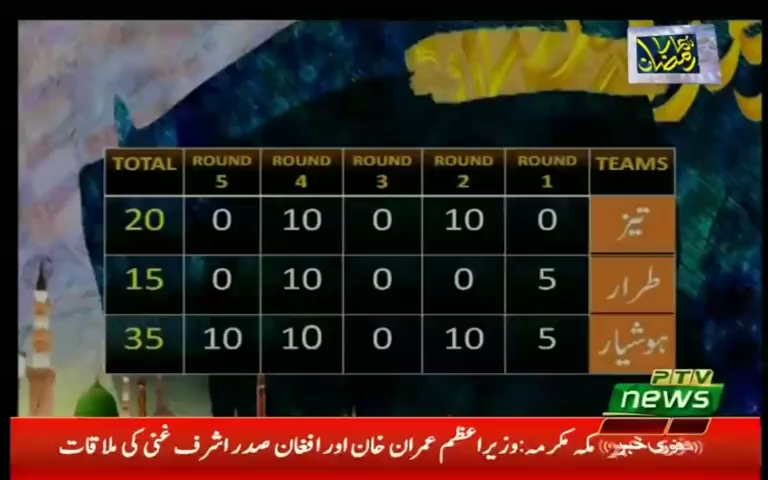 ہمارا رمضان
TOTAL ROUND 5 ROUND 4 ROUND 3 ROUND 2 ROUND 1 TEAMS
20 0 10 0 10 0 تیز
15 0 10 0 0 5 طرار
35 10 10 0 10 5 ہوشیار
PTV
news
فوری خبر مکہ مکرمہ:وزیراعظم عمران خان اور افغان صدر اشرف غنی کی ملاقات